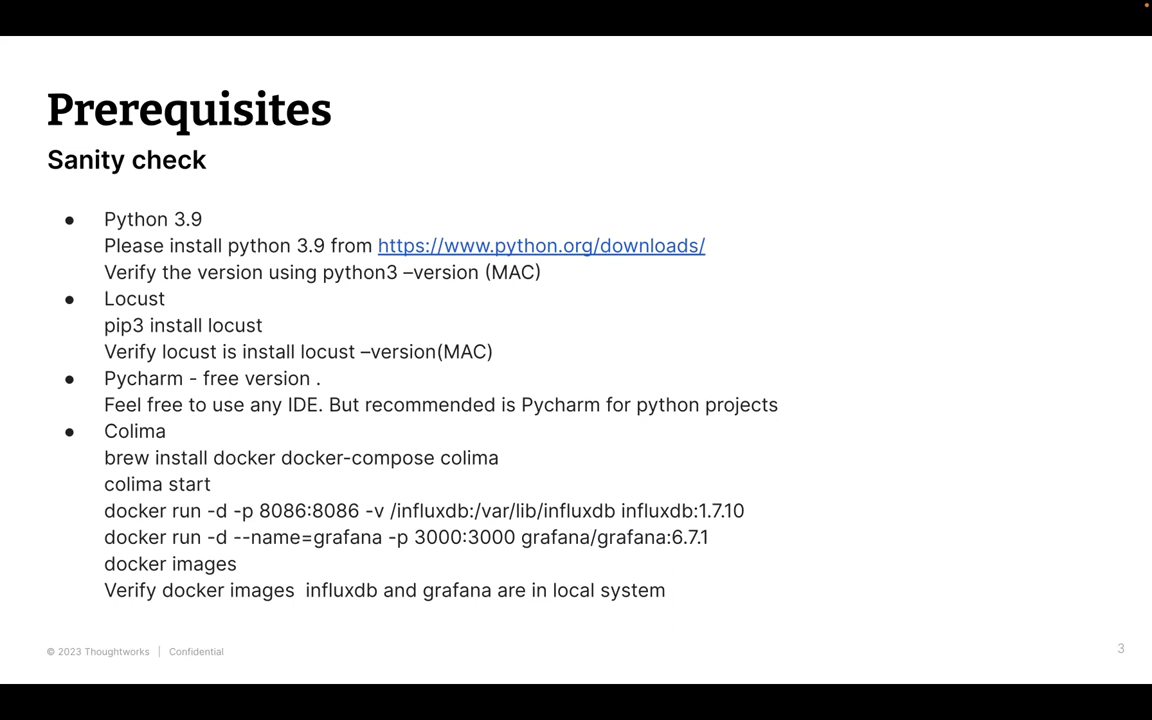 Prerequisites
Sanity check
● Python 3.9
Please install python 3.9 from https://www.python.org/downloads/
Verify the version using python3 –version (MAC)
● Locust
pip3 install locust
Verify locust is install locust –version(MAC)
● Pycharm - free version .
Feel free to use any IDE. But recommended is Pycharm for python projects
● Colima
brew install docker docker-compose colima
colima start
docker run -d -p 8086:8086 -v /influxdb:/var/lib/influxdb influxdb:1.7.10
docker run -d --name=grafana -p 3000:3000 grafana/grafana:6.7.1
docker images
Verify docker images  influxdb and grafana are in local system
© 2023 Thoughtworks | Confidential
3